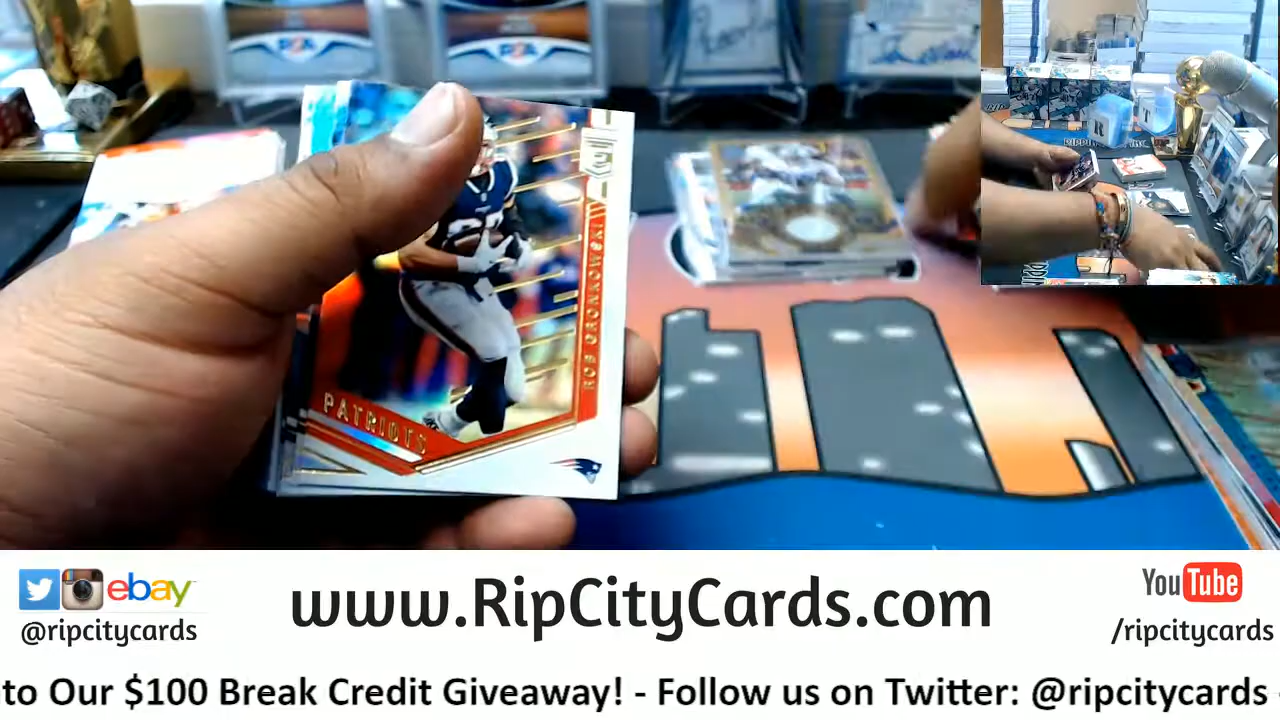 E
ROB GRONKOWSKI
PATRIOTS
ebay
@ripcitycards
www.RipCityCards.com
YouTube
/ripcitycards
to Our $100 Break Credit Giveaway! - Follow us on Twitter: @ripcitycards -